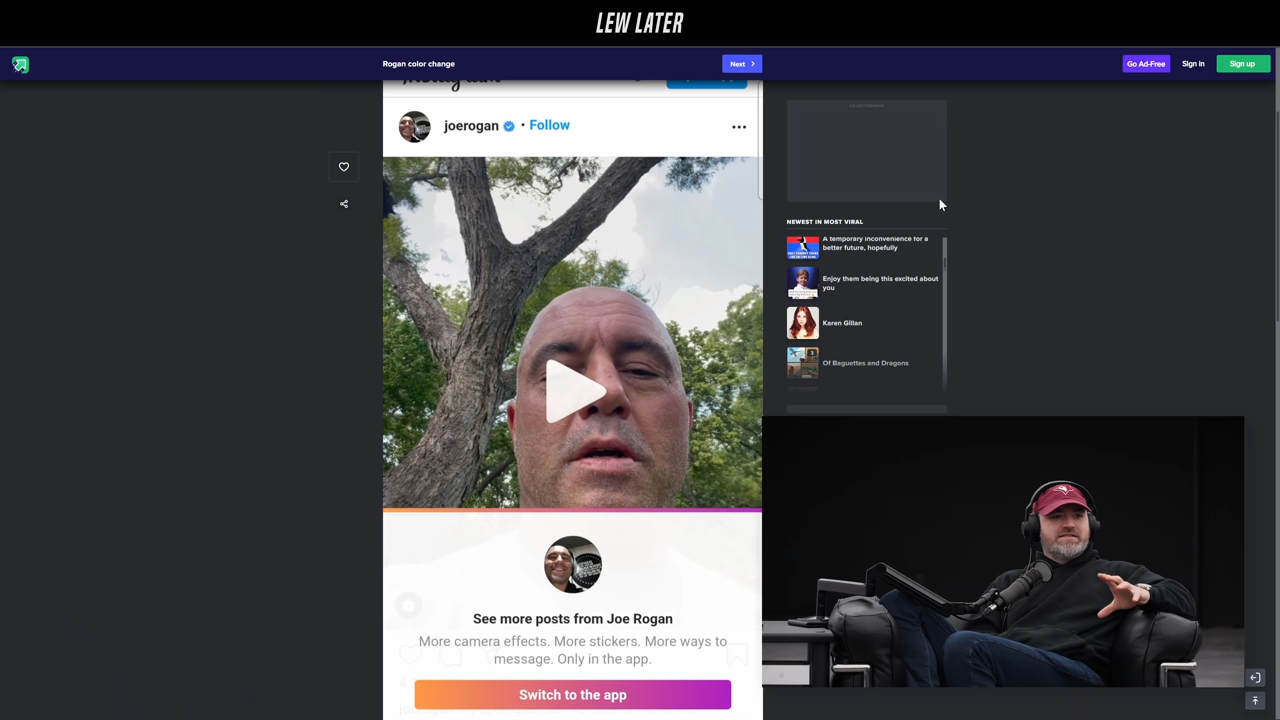 LEW LATER
Rogan color change
Next
Go Ad-Free
Sign in
Sign up
joerogan • Follow
ADVERTISEMENT
NEWEST IN MOST VIRAL
A temporary inconvenience for a
better future, hopefully
Enjoy them being this excited about
you
Karen Gillan
Of Baguettes and Dragons
See more posts from Joe Rogan
More camera effects. More stickers. More ways to
message. Only in the app.
Switch to the app